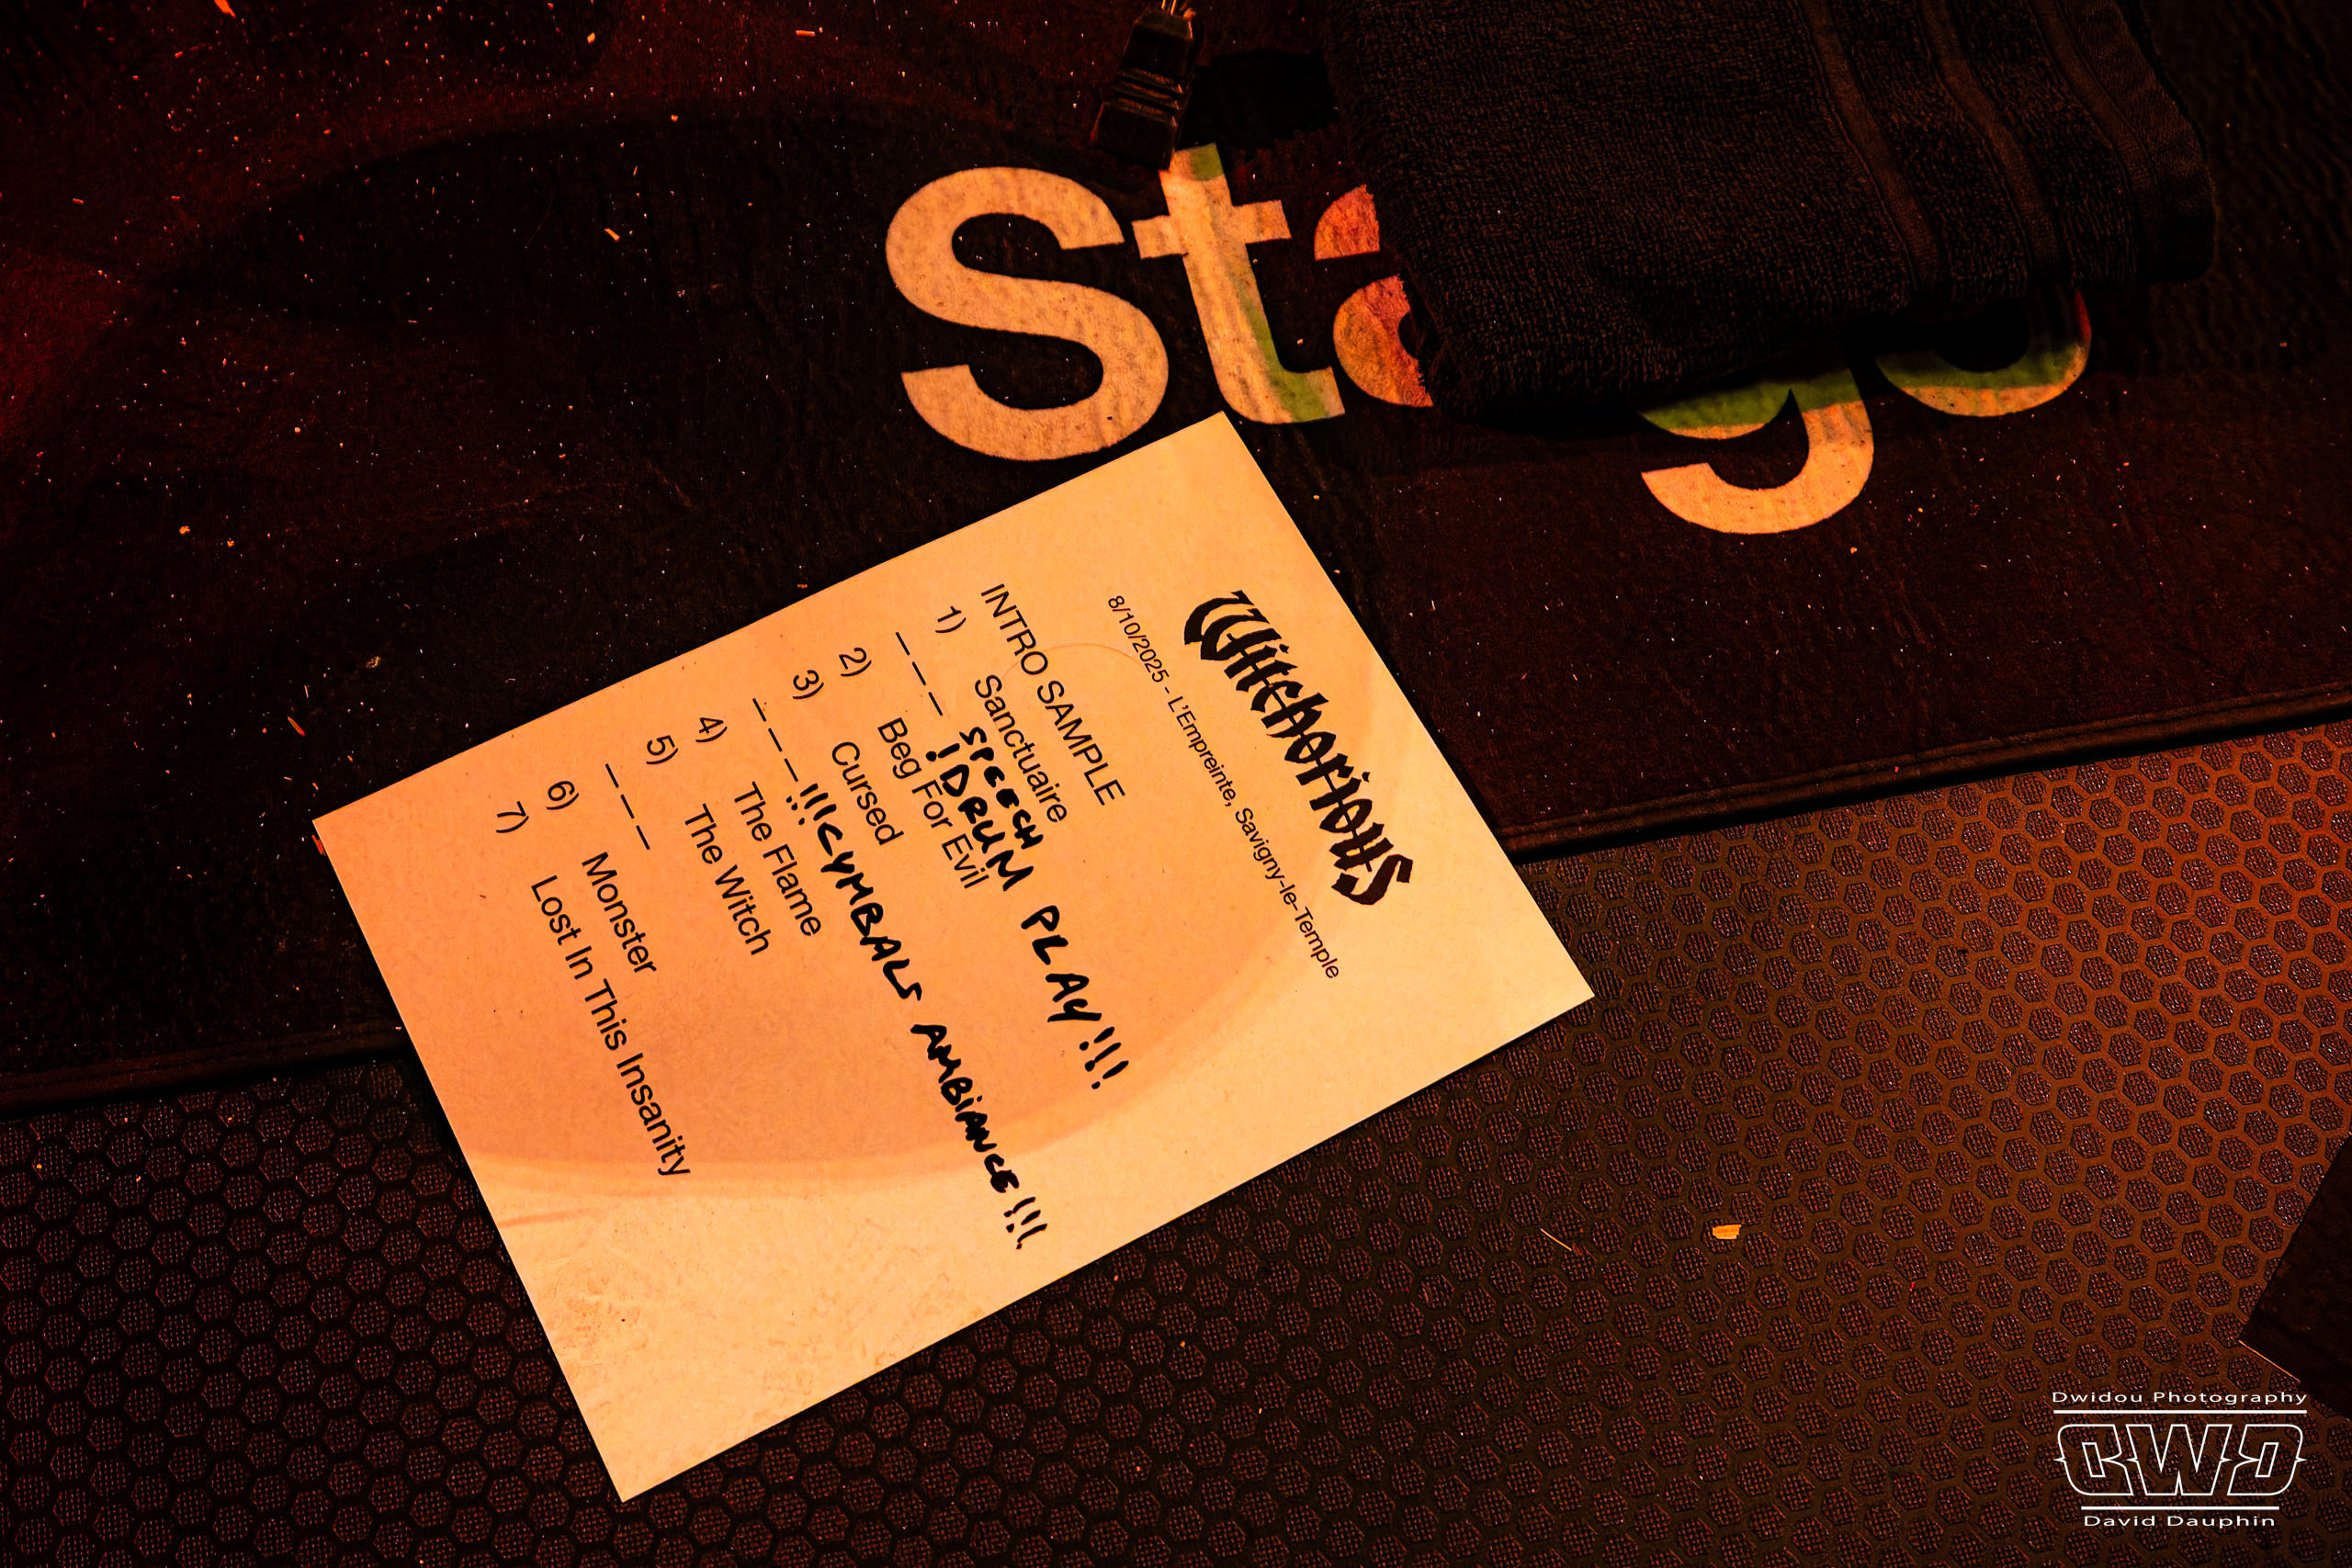 Stag
Witchorious
8/10/2025 - L'Empreinte, Savigny-le-Temple
INTRO SAMPLE
1) Sanctuaire
_ _ _ SPEECH
! DRUM PLAY!!!
2) Beg For Evil
3) Cursed
_ _ _ !!! CYMBALS AMBIANCE!!!
4) The Flame
5) The Witch
_ _ _
6) Monster
7) Lost In This Insanity
Dwidou Photography
DWD
David Dauphin